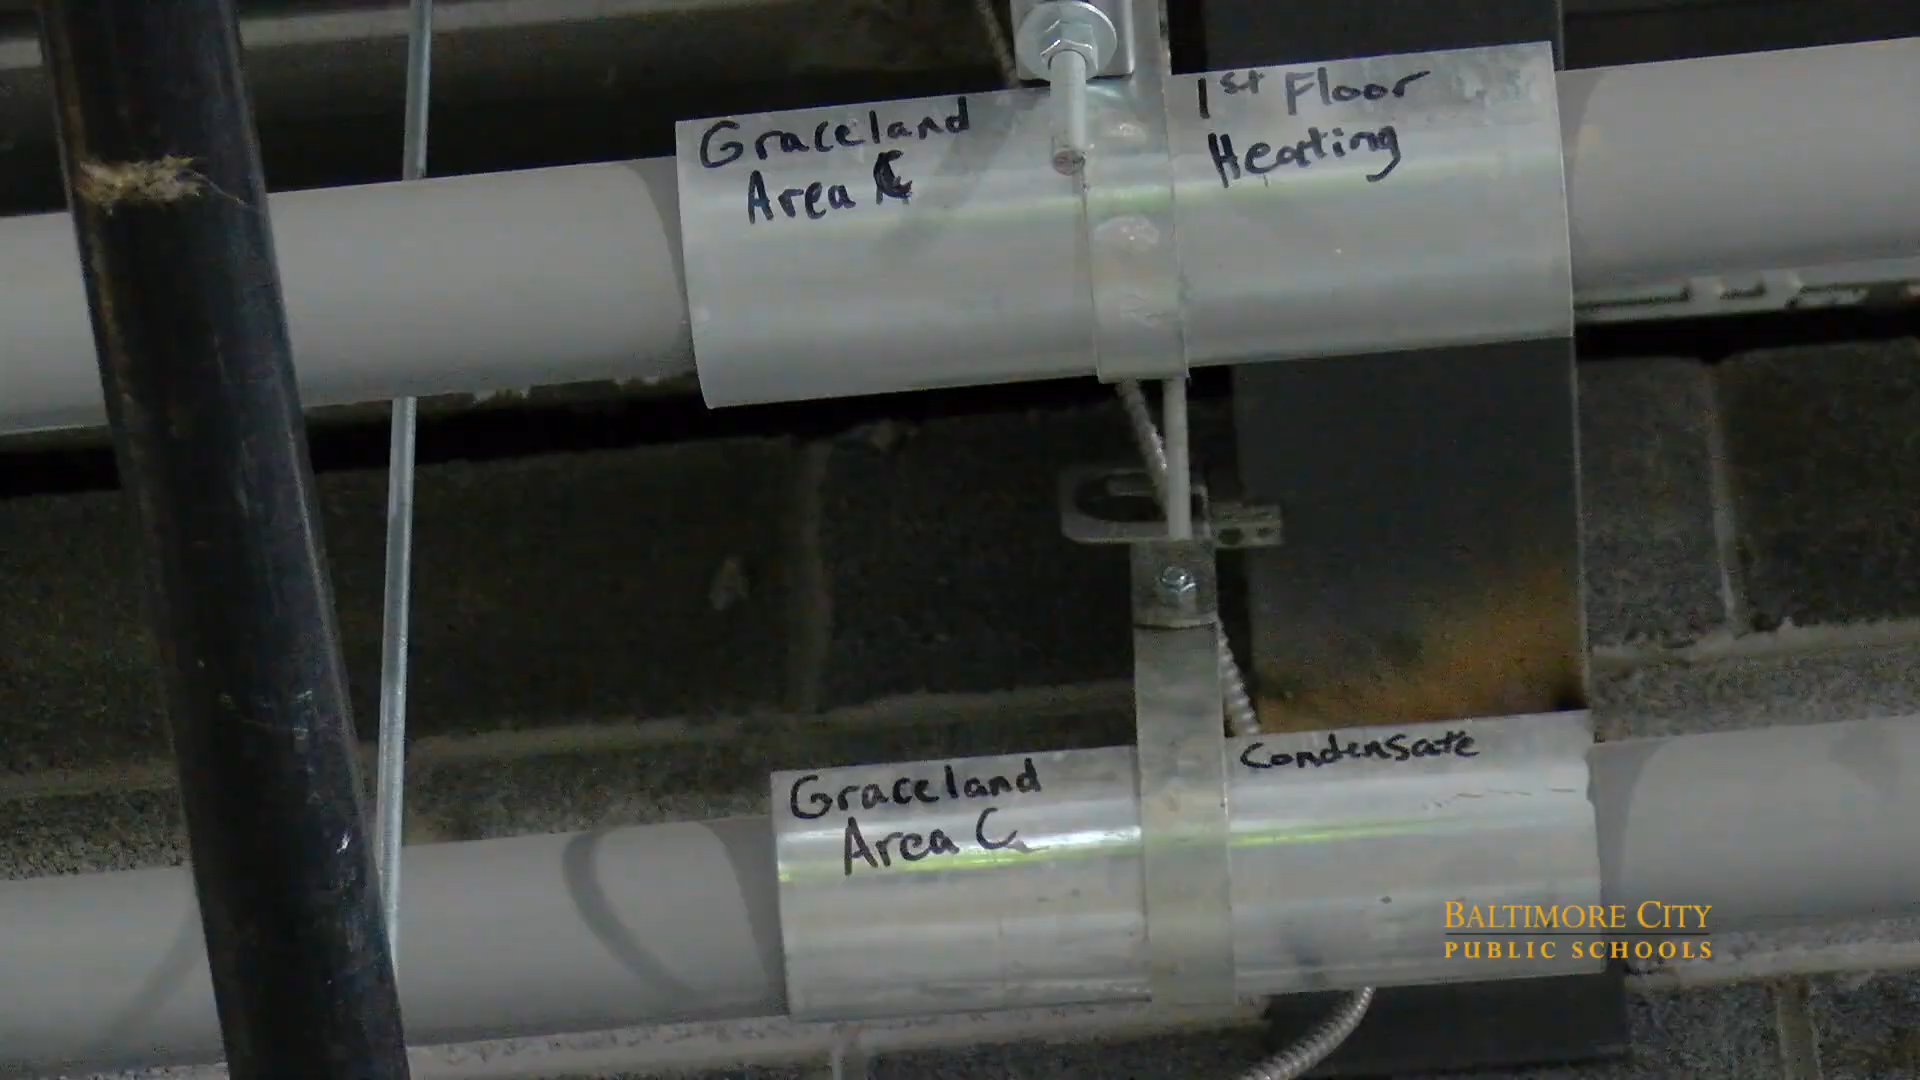 Graceland
Area C
1st Floor
Heating
Graceland
Area C
Condensate
BALTIMORE CITY
PUBLIC SCHOOLS